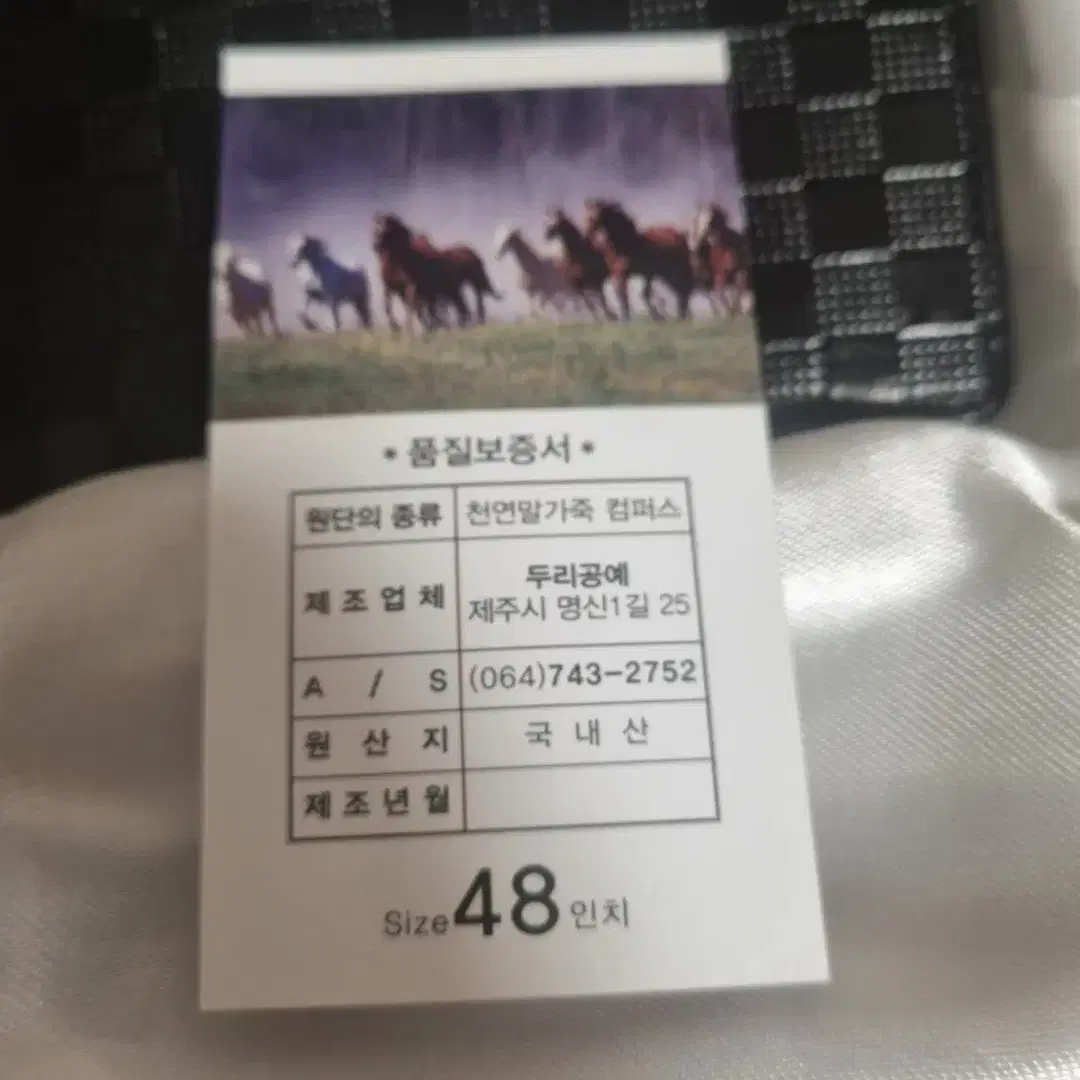 * 품질보증서 *
원단의 종류 천연말가죽 컴퍼스
제조업체 두리공예
제주시 명신1길 25
A / S (064)743-2752
원산지 국내산
제조년월
Size 48 인치